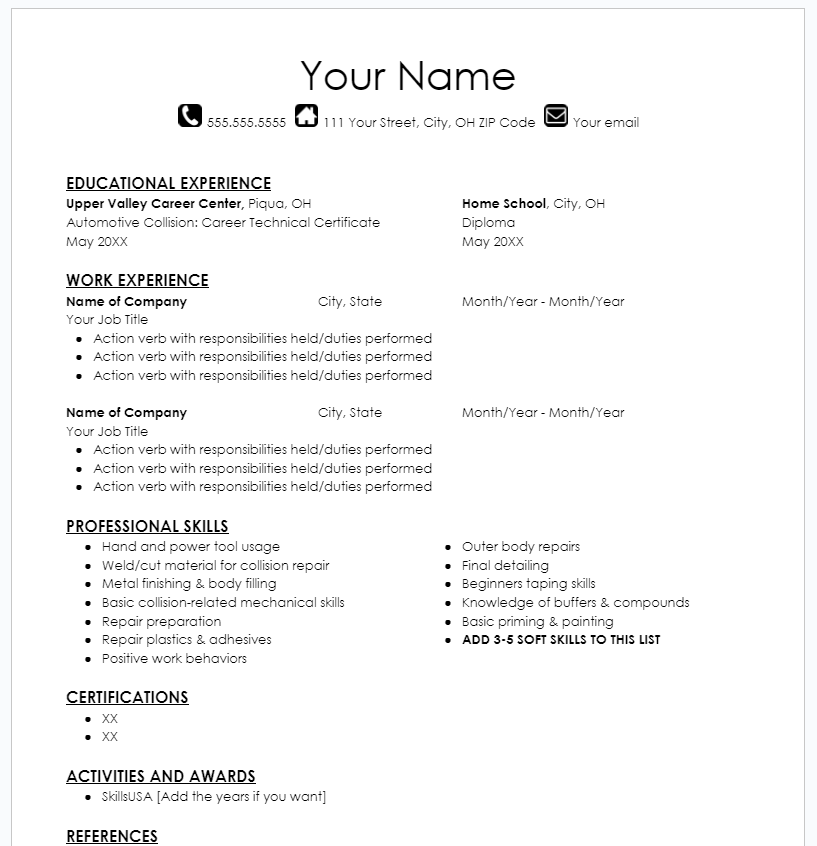 Your Name
555.555.5555 111 Your Street, City, OH ZIP Code Your email
EDUCATIONAL EXPERIENCE
Upper Valley Career Center, Piqua, OH Home School, City, OH
Automotive Collision: Career Technical Certificate Diploma
May 20XX May 20XX
WORK EXPERIENCE
Name of Company City, State Month/Year - Month/Year
Your Job Title
• Action verb with responsibilities held/duties performed
• Action verb with responsibilities held/duties performed
• Action verb with responsibilities held/duties performed
Name of Company City, State Month/Year - Month/Year
Your Job Title
• Action verb with responsibilities held/duties performed
• Action verb with responsibilities held/duties performed
• Action verb with responsibilities held/duties performed
PROFESSIONAL SKILLS
• Hand and power tool usage
• Weld/cut material for collision repair
• Metal finishing & body filling
• Basic collision-related mechanical skills
• Repair preparation
• Repair plastics & adhesives
• Positive work behaviors
• Outer body repairs
• Final detailing
• Beginners taping skills
• Knowledge of buffers & compounds
• Basic priming & painting
• ADD 3-5 SOFT SKILLS TO THIS LIST
CERTIFICATIONS
• XX
• XX
ACTIVITIES AND AWARDS
• SkillsUSA [Add the years if you want]
REFERENCES